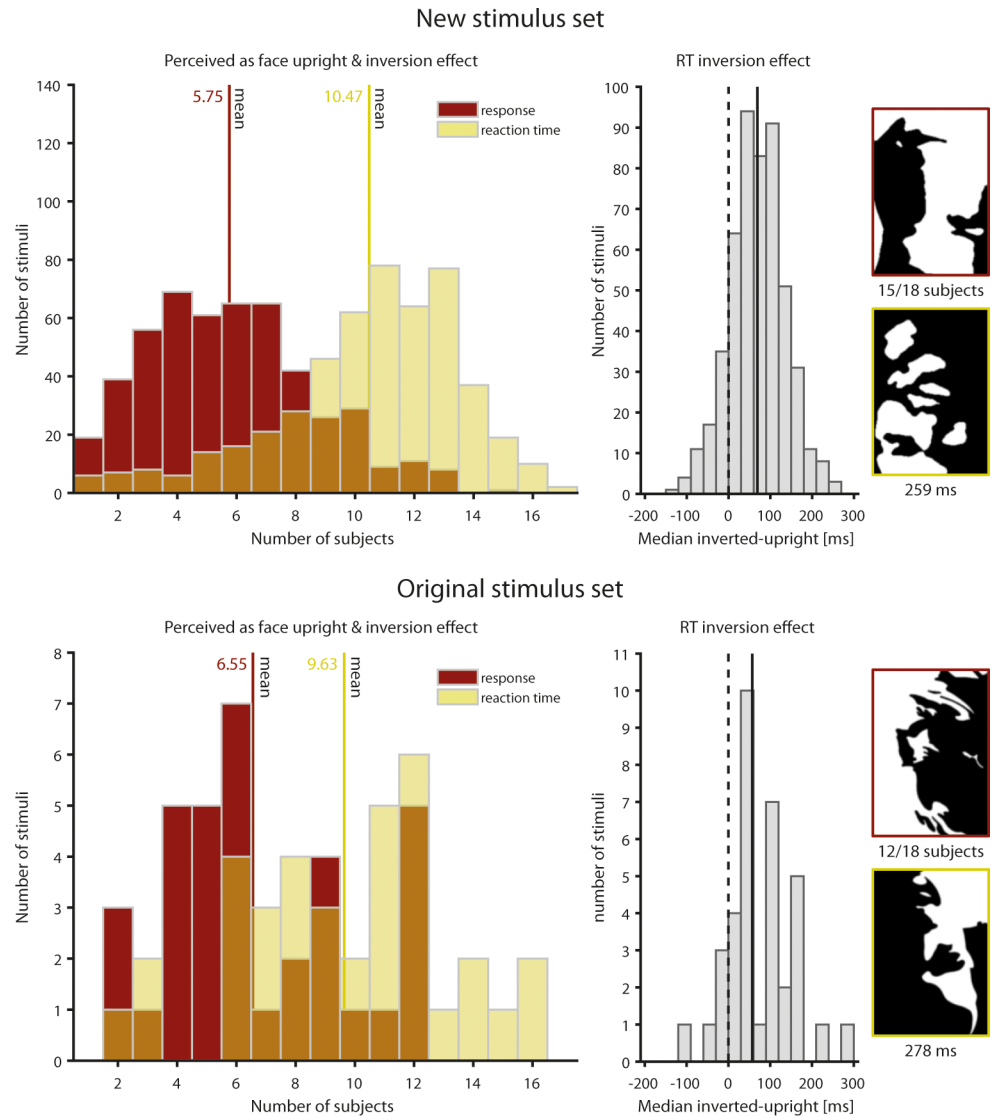 New stimulus set
Perceived as face upright & inversion effect
RT inversion effect
140
120
100
80
60
40
20
0
Number of stimuli
5.75
mean
10.47
mean
response
reaction time
2 4 6 8 10 12 14 16
Number of subjects
100
90
80
70
60
50
40
30
20
10
0
Number of stimuli
-200 -100 0 100 200 300
Median inverted-upright [ms]
15/18 subjects
259 ms
Original stimulus set
Perceived as face upright & inversion effect
RT inversion effect
8
7
6
5
4
3
2
1
0
Number of stimuli
6.55
mean
9.63
mean
response
reaction time
2 4 6 8 10 12 14 16
Number of subjects
11
10
9
8
7
6
5
4
3
2
1
0
number of stimuli
-200 -100 0 100 200 300
Median inverted-upright [ms]
12/18 subjects
278 ms